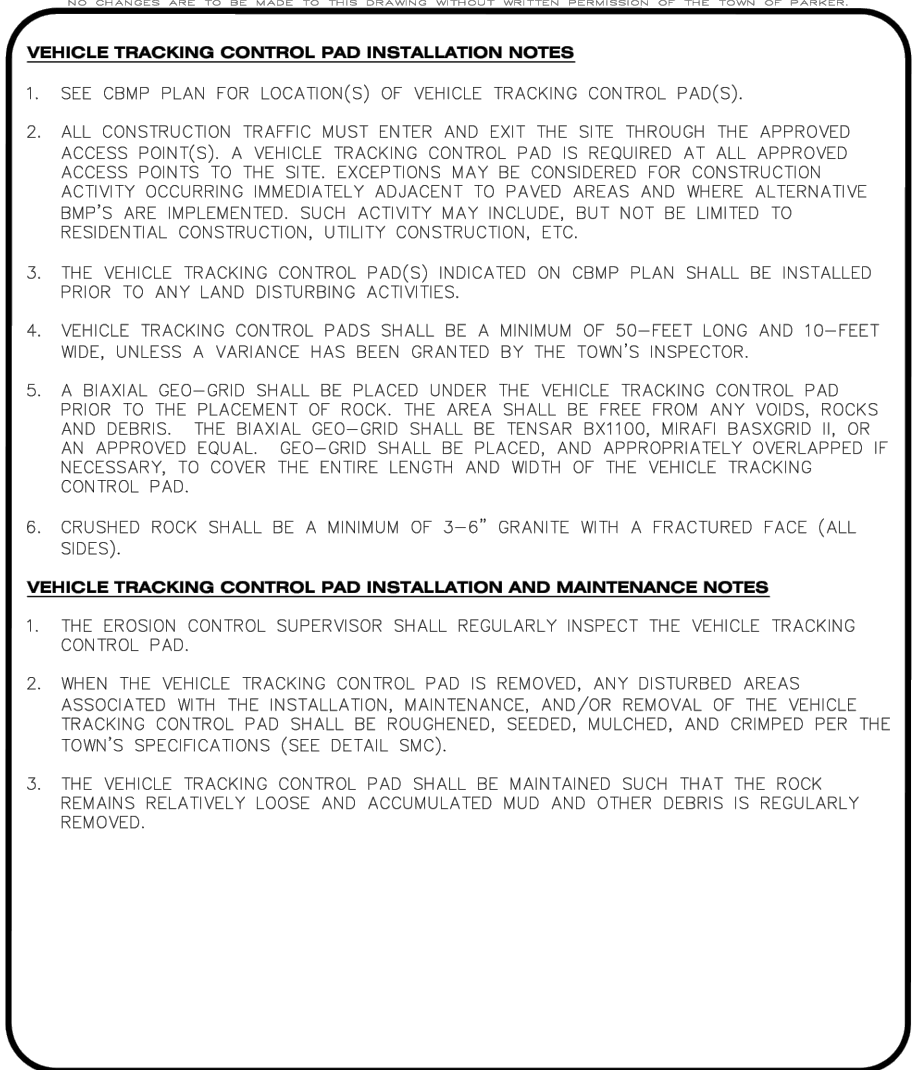 NO CHANGES ARE TO BE MADE TO THIS DRAWING WITHOUT WRITTEN PERMISSION OF THE TOWN OF PARKER.
VEHICLE TRACKING CONTROL PAD INSTALLATION NOTES
1. SEE CBMP PLAN FOR LOCATION(S) OF VEHICLE TRACKING CONTROL PAD(S).
2. ALL CONSTRUCTION TRAFFIC MUST ENTER AND EXIT THE SITE THROUGH THE APPROVED
ACCESS POINT(S). A VEHICLE TRACKING CONTROL PAD IS REQUIRED AT ALL APPROVED
ACCESS POINTS TO THE SITE. EXCEPTIONS MAY BE CONSIDERED FOR CONSTRUCTION
ACTIVITY OCCURRING IMMEDIATELY ADJACENT TO PAVED AREAS AND WHERE ALTERNATIVE
BMP'S ARE IMPLEMENTED. SUCH ACTIVITY MAY INCLUDE, BUT NOT BE LIMITED TO
RESIDENTIAL CONSTRUCTION, UTILITY CONSTRUCTION, ETC.
3. THE VEHICLE TRACKING CONTROL PAD(S) INDICATED ON CBMP PLAN SHALL BE INSTALLED
PRIOR TO ANY LAND DISTURBING ACTIVITIES.
4. VEHICLE TRACKING CONTROL PADS SHALL BE A MINIMUM OF 50-FEET LONG AND 10-FEET
WIDE, UNLESS A VARIANCE HAS BEEN GRANTED BY THE TOWN'S INSPECTOR.
5. A BIAXIAL GEO-GRID SHALL BE PLACED UNDER THE VEHICLE TRACKING CONTROL PAD
PRIOR TO THE PLACEMENT OF ROCK. THE AREA SHALL BE FREE FROM ANY VOIDS, ROCKS
AND DEBRIS. THE BIAXIAL GEO-GRID SHALL BE TENSAR BX1100, MIRAFI BASXGRID II, OR
AN APPROVED EQUAL. GEO-GRID SHALL BE PLACED, AND APPROPRIATELY OVERLAPPED IF
NECESSARY, TO COVER THE ENTIRE LENGTH AND WIDTH OF THE VEHICLE TRACKING
CONTROL PAD.
6. CRUSHED ROCK SHALL BE A MINIMUM OF 3-6" GRANITE WITH A FRACTURED FACE (ALL
SIDES).
VEHICLE TRACKING CONTROL PAD INSTALLATION AND MAINTENANCE NOTES
1. THE EROSION CONTROL SUPERVISOR SHALL REGULARLY INSPECT THE VEHICLE TRACKING
CONTROL PAD.
2. WHEN THE VEHICLE TRACKING CONTROL PAD IS REMOVED, ANY DISTURBED AREAS
ASSOCIATED WITH THE INSTALLATION, MAINTENANCE, AND/OR REMOVAL OF THE VEHICLE
TRACKING CONTROL PAD SHALL BE ROUGHENED, SEEDED, MULCHED, AND CRIMPED PER THE
TOWN'S SPECIFICATIONS (SEE DETAIL SMC).
3. THE VEHICLE TRACKING CONTROL PAD SHALL BE MAINTAINED SUCH THAT THE ROCK
REMAINS RELATIVELY LOOSE AND ACCUMULATED MUD AND OTHER DEBRIS IS REGULARLY
REMOVED.